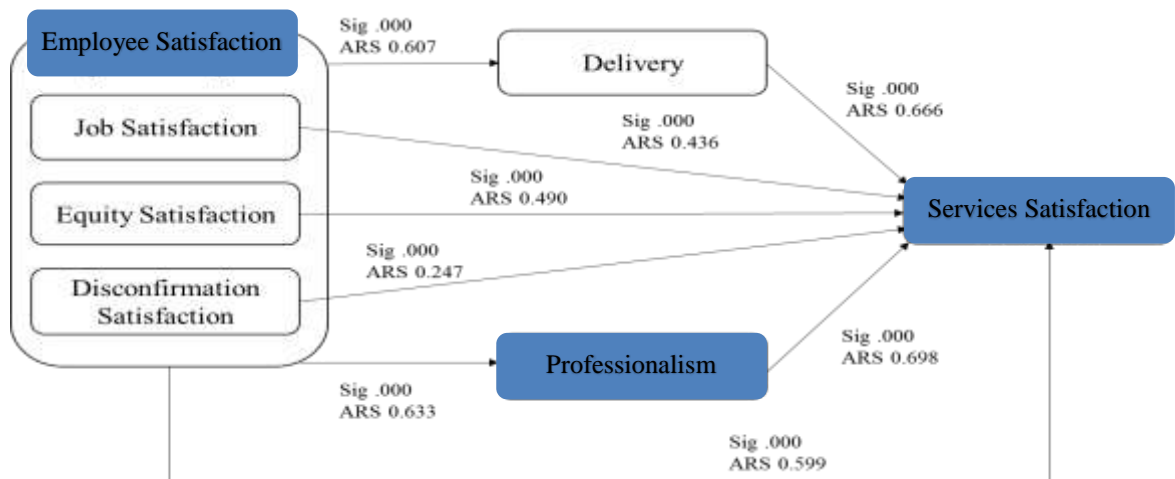 Employee Satisfaction
Sig .000
ARS 0.607
Delivery
Sig .000
ARS 0.666
Job Satisfaction
Sig .000
ARS 0.436
Equity Satisfaction
Sig .000
ARS 0.490
Services Satisfaction
Disconfirmation
Satisfaction
Sig .000
ARS 0.247
Professionalism
Sig .000
ARS 0.698
Sig .000
ARS 0.633
Sig .000
ARS 0.599